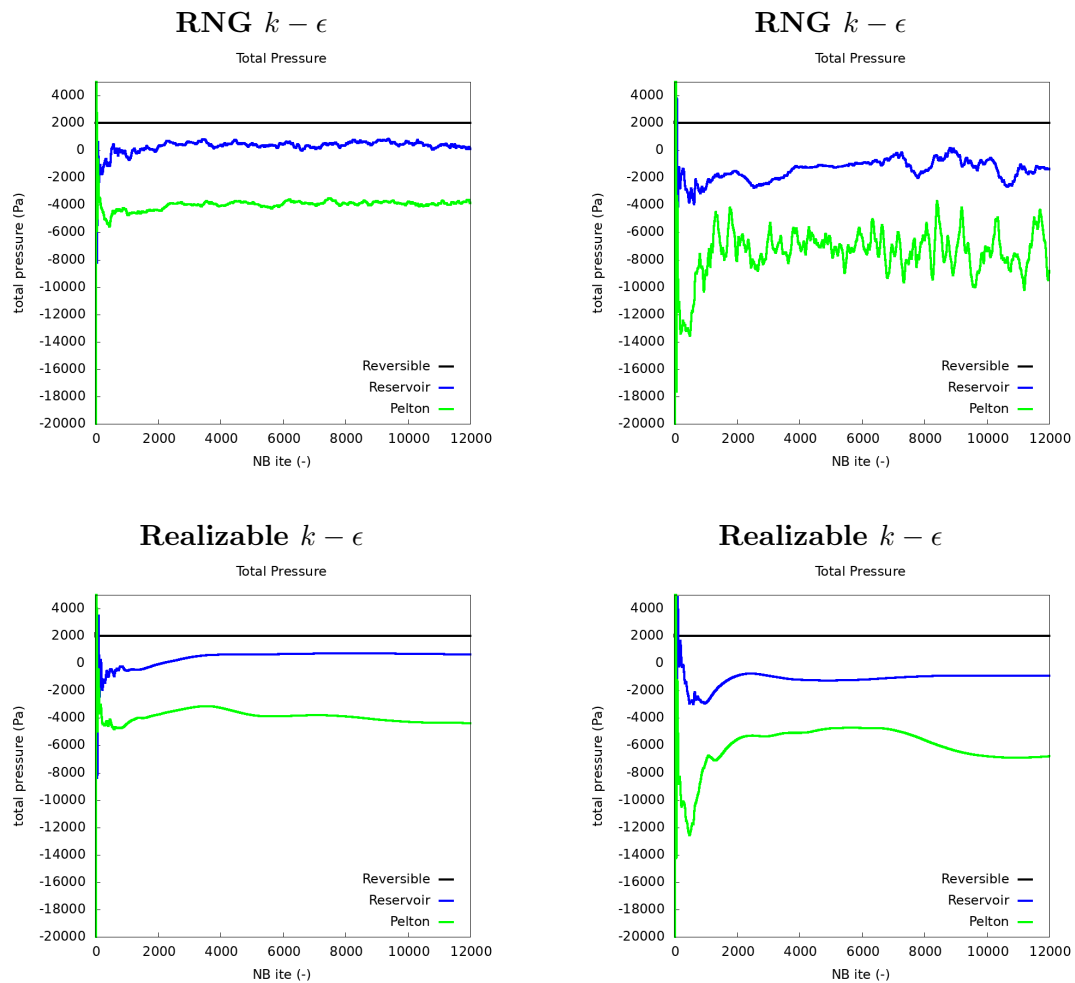 RNG k − ϵ
Total Pressure
4000
2000
0
-2000
-4000
-6000
-8000
-10000
-12000
-14000
-16000
-18000
-20000
total pressure (Pa)
Reversible
Reservoir
Pelton
0 2000 4000 6000 8000 10000 12000
NB ite (-)
RNG k − ϵ
Total Pressure
4000
2000
0
-2000
-4000
-6000
-8000
-10000
-12000
-14000
-16000
-18000
-20000
total pressure (Pa)
Reversible
Reservoir
Pelton
0 2000 4000 6000 8000 10000 12000
NB ite (-)
Realizable k − ϵ
Total Pressure
4000
2000
0
-2000
-4000
-6000
-8000
-10000
-12000
-14000
-16000
-18000
-20000
total pressure (Pa)
Reversible
Reservoir
Pelton
0 2000 4000 6000 8000 10000 12000
NB ite (-)
Realizable k − ϵ
Total Pressure
4000
2000
0
-2000
-4000
-6000
-8000
-10000
-12000
-14000
-16000
-18000
-20000
total pressure (Pa)
Reversible
Reservoir
Pelton
0 2000 4000 6000 8000 10000 12000
NB ite (-)